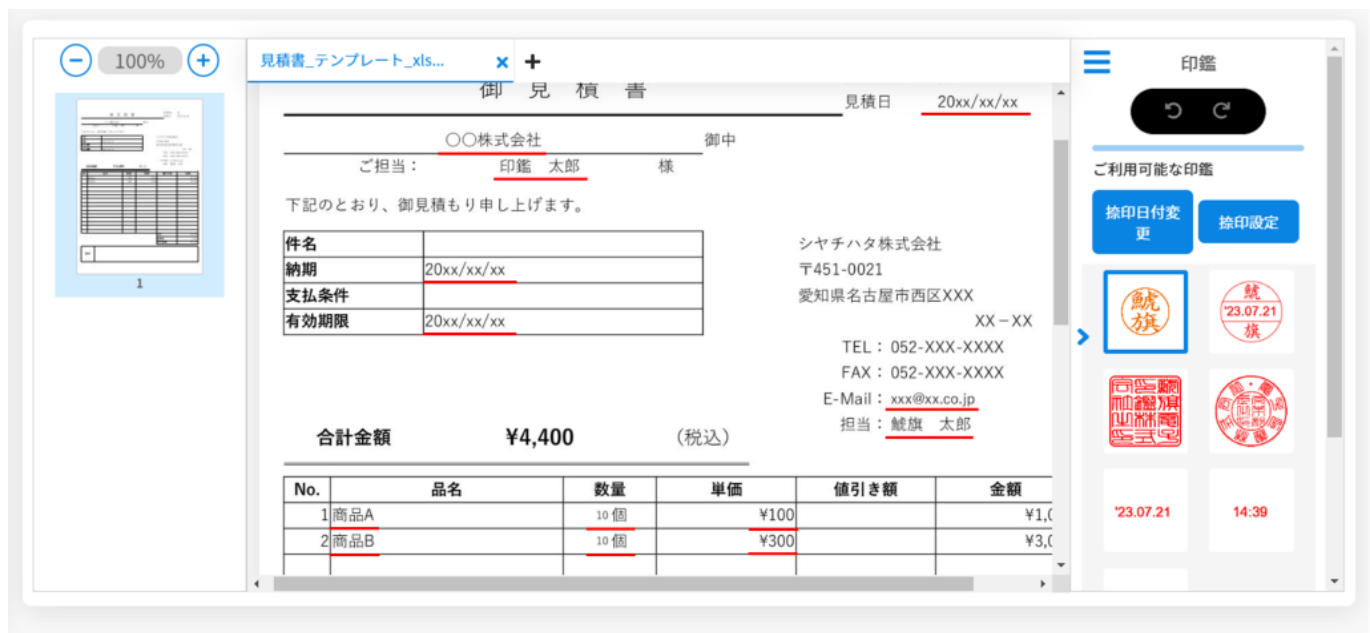 100%
1
見積書_テンプレート_xls...
御 見 積 書
見積日 20xx/xx/xx
〇〇株式会社 御中
ご担当： 印鑑 太郎 様
下記のとおり、御見積もり申し上げます。
件名
納期 20xx/xx/xx
支払条件
有効期限 20xx/xx/xx
シヤチハタ株式会社
〒451-0021
愛知県名古屋市西区XXX
XX－XX
TEL： 052-XXX-XXXX
FAX： 052-XXX-XXXX
E-Mail： xxx@xx.co.jp
担当： 鯱旗 太郎
合計金額 ¥4,400 （税込）
No. 品名 数量 単価 値引き額 金額
1 商品A 10 個 ¥100 ¥1,0
2 商品B 10 個 ¥300 ¥3,0
印鑑
ご利用可能な印鑑
捺印日付変更
捺印設定
鯱旗
鯱
'23.07.21
旗
'23.07.21
14:39